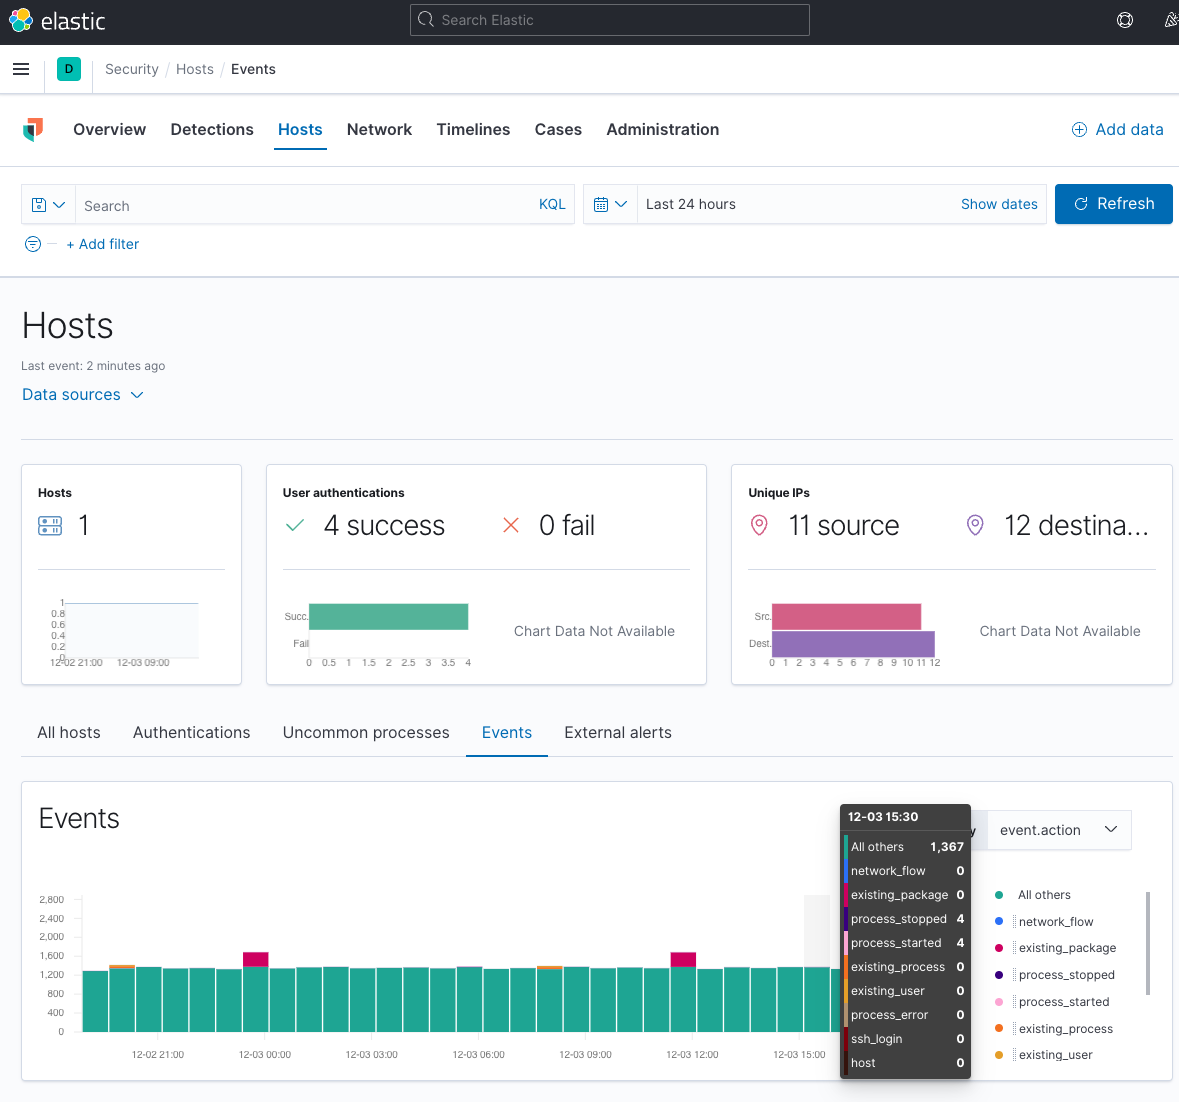 elastic
Search Elastic
D
Security / Hosts / Events
Overview Detections Hosts Network Timelines Cases Administration
Add data
Search KQL
Last 24 hours Show dates
Refresh
+ Add filter
Hosts
Last event: 2 minutes ago
Data sources
Hosts
1
1
0.8
0.6
0.4
0.2
0
12-02 21:00 12-03 09:00
User authentications
4 success 0 fail
Succ.
Fail
0 0.5 1 1.5 2 2.5 3 3.5 4
Chart Data Not Available
Unique IPs
11 source 12 destina...
Src.
Dest.
0 1 2 3 4 5 6 7 8 9 10 11 12
Chart Data Not Available
All hosts Authentications Uncommon processes Events External alerts
Events
y event.action
2,800
2,400
2,000
1,600
1,200
800
400
0
12-02 21:00 12-03 00:00 12-03 03:00 12-03 06:00 12-03 09:00 12-03 12:00 12-03 15:00
12-03 15:30
All others 1,367
network_flow 0
existing_package 0
process_stopped 4
process_started 4
existing_process 0
existing_user 0
process_error 0
ssh_login 0
host 0
All others
network_flow
existing_package
process_stopped
process_started
existing_process
existing_user